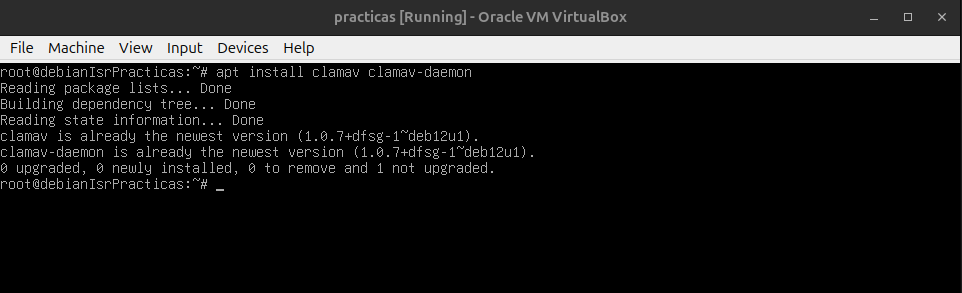 practicas [Running] - Oracle VM VirtualBox
File Machine View Input Devices Help
root@debianIsrPracticas:~# apt install clamav clamav-daemon
Reading package lists... Done
Building dependency tree... Done
Reading state information... Done
clamav is already the newest version (1.0.7+dfsg-1~deb12u1).
clamav-daemon is already the newest version (1.0.7+dfsg-1~deb12u1).
0 upgraded, 0 newly installed, 0 to remove and 1 not upgraded.
root@debianIsrPracticas:~# _